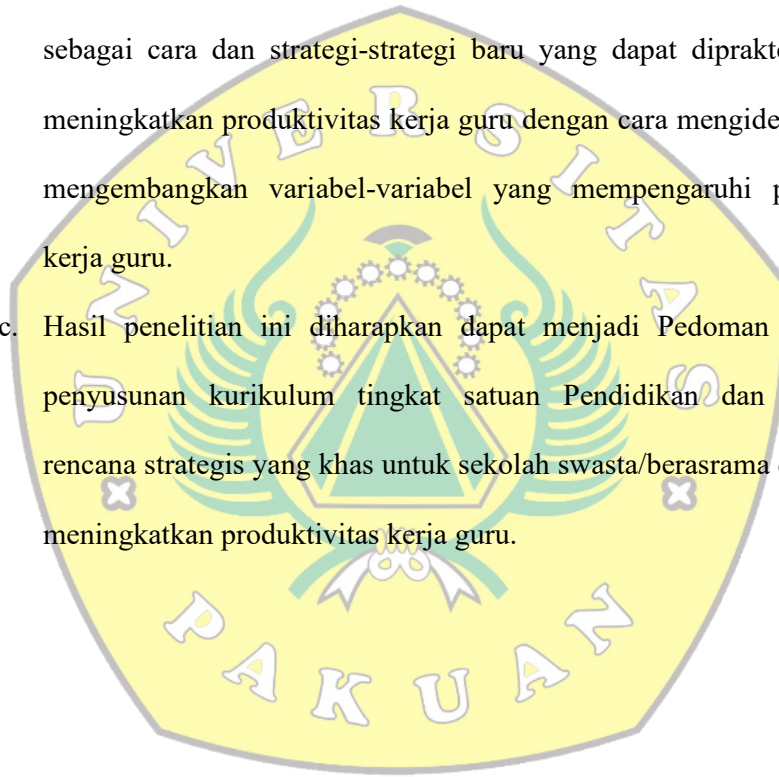 sebagai cara dan strategi-strategi baru yang dapat
meningkatkan produktivitas kerja guru dengan cara
mengembangkan variabel-variabel yang mempengaruhi
kerja guru.
c. Hasil penelitian ini diharapkan dapat menjadi Pedoman
penyusunan kurikulum tingkat satuan Pendidikan dan
rencana strategis yang khas untuk sekolah swasta/berasrama
meningkatkan produktivitas kerja guru.
UNIVERSITAS
PAKUAN